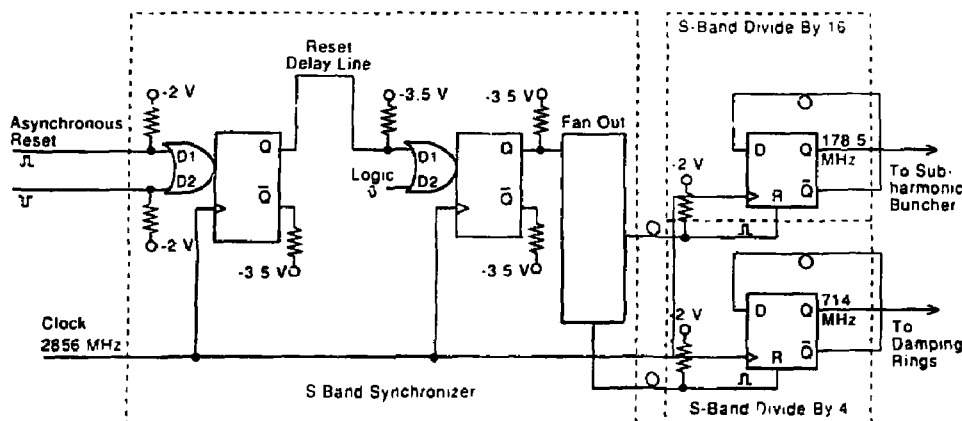 S-Band Divide By 16
Reset
Delay Line
-2 V
-3.5 V
-3 5 V
Fan Out
Asynchronous
Reset
D1
D2
Q
Q
-2 V
Logic
D1
D2
Q
Q
-2 V
D
Q
Q
R
178 5
MHz
To Sub-
harmonic
Buncher
-3 5 V
-3 5 V
Clock
2856 MHz
-2 V
D
Q
Q
R
714
MHz
To
Damping
Rings
S Band Synchronizer
S-Band Divide By 4